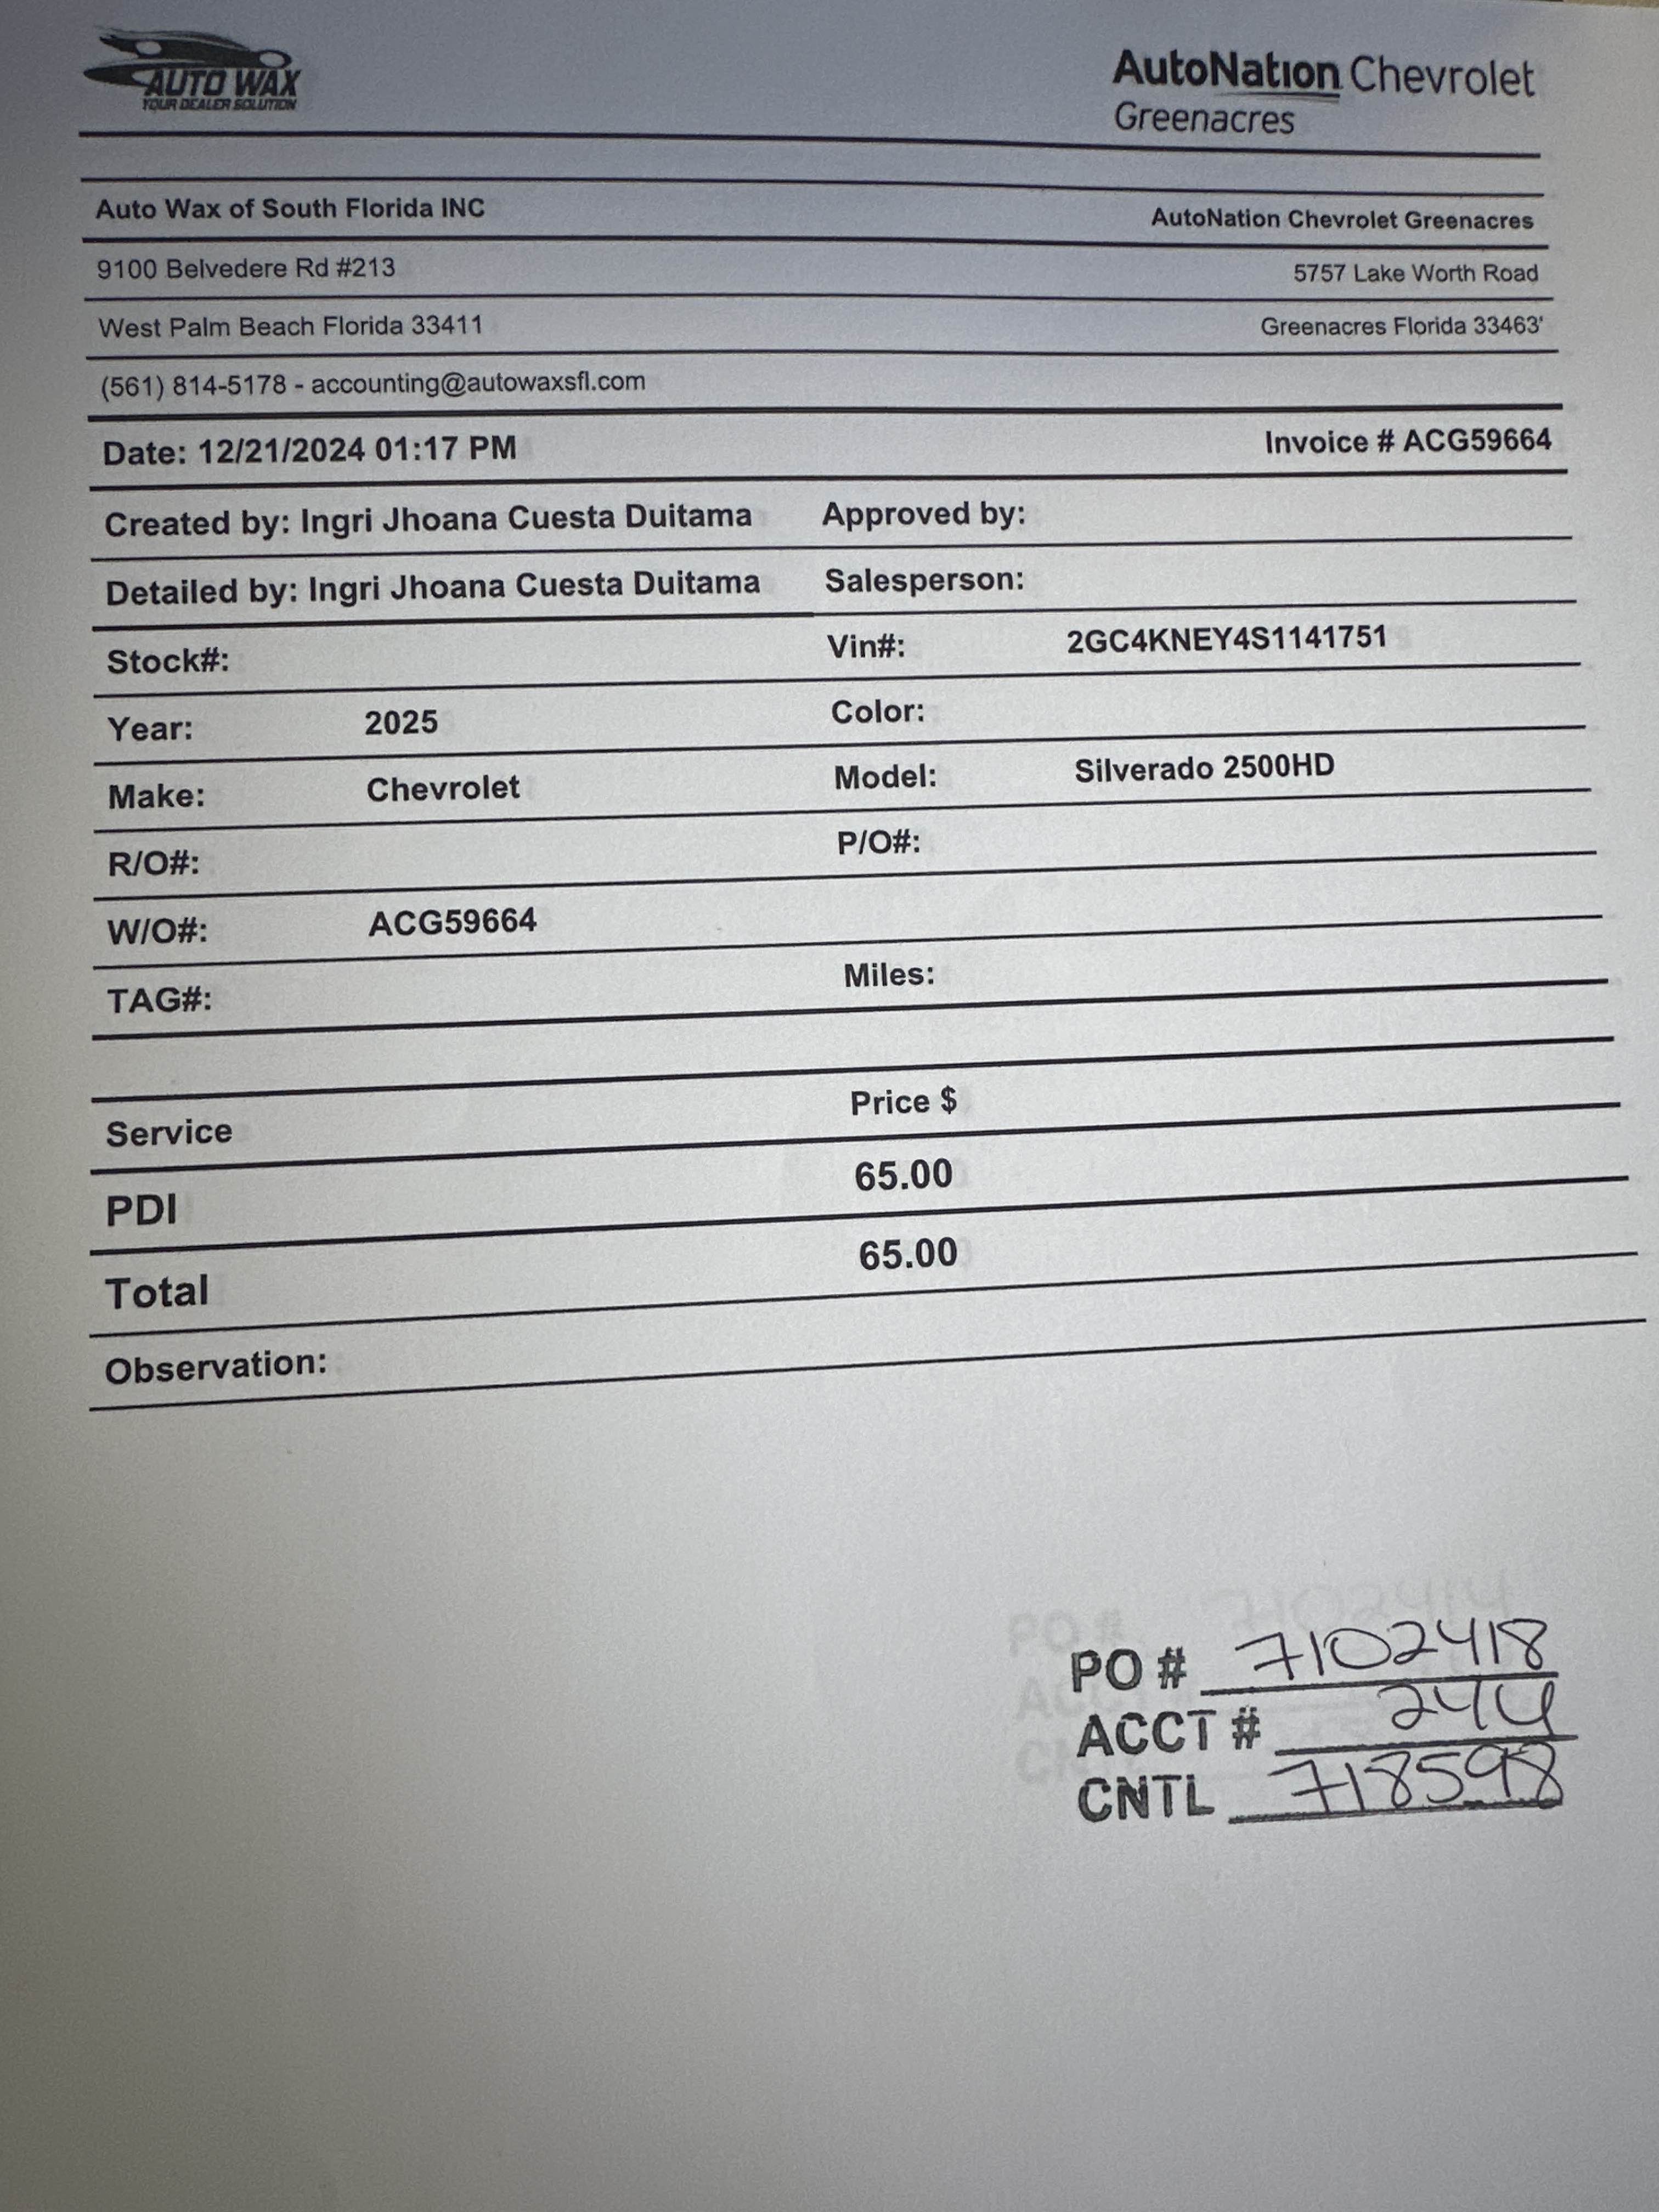 AUTO WAX
YOUR DEALER SOLUTION
AutoNation Chevrolet
Greenacres
Auto Wax of South Florida INC
AutoNation Chevrolet Greenacres
9100 Belvedere Rd #213
5757 Lake Worth Road
West Palm Beach Florida 33411
Greenacres Florida 33463'
(561) 814-5178 - accounting@autowaxsfl.com
Date: 12/21/2024 01:17 PM
Invoice # ACG59664
Created by: Ingri Jhoana Cuesta Duitama
Approved by:
Detailed by: Ingri Jhoana Cuesta Duitama
Salesperson:
Stock#:
Vin#: 2GC4KNEY4S1141751
Year: 2025
Color:
Make: Chevrolet
Model: Silverado 2500HD
R/O#:
P/O#:
W/O#: ACG59664
TAG#:
Miles:
Service Price $
PDI 65.00
Total 65.00
Observation:
PO # 7102418
ACCT # 244
CNTL 718598